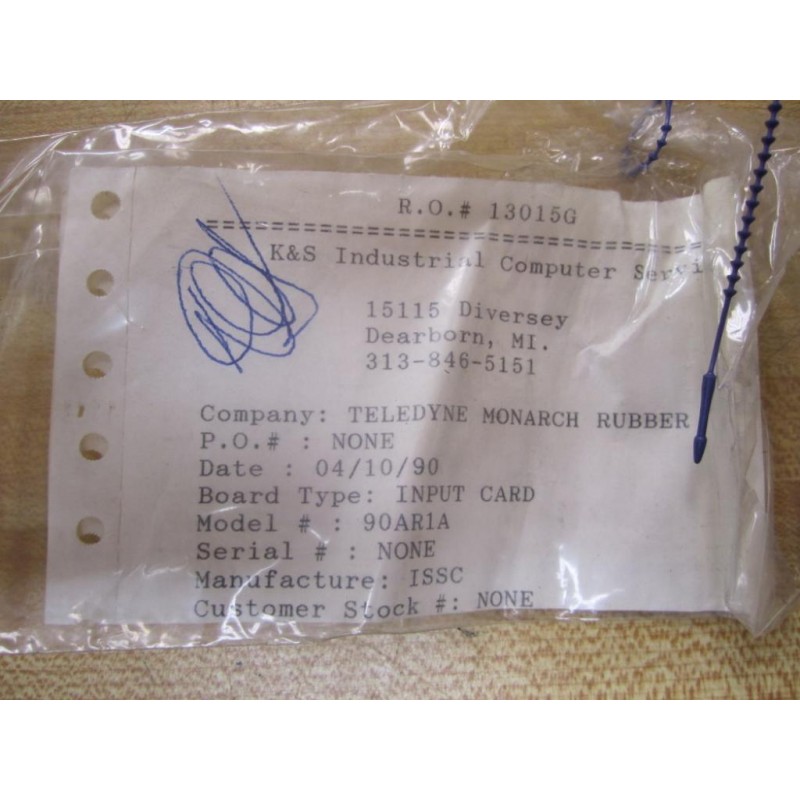 R.O.# 13015G
==================================
K&S Industrial Computer
15115 Diversey
Dearborn, MI.
313-846-5151
Company: TELEDYNE MONARCH RUBBER
P.O.# : NONE
Date : 04/10/90
Board Type: INPUT CARD
Model # : 90AR1A
Serial # : NONE
Manufacture: ISSC
Customer Stock #: NONE